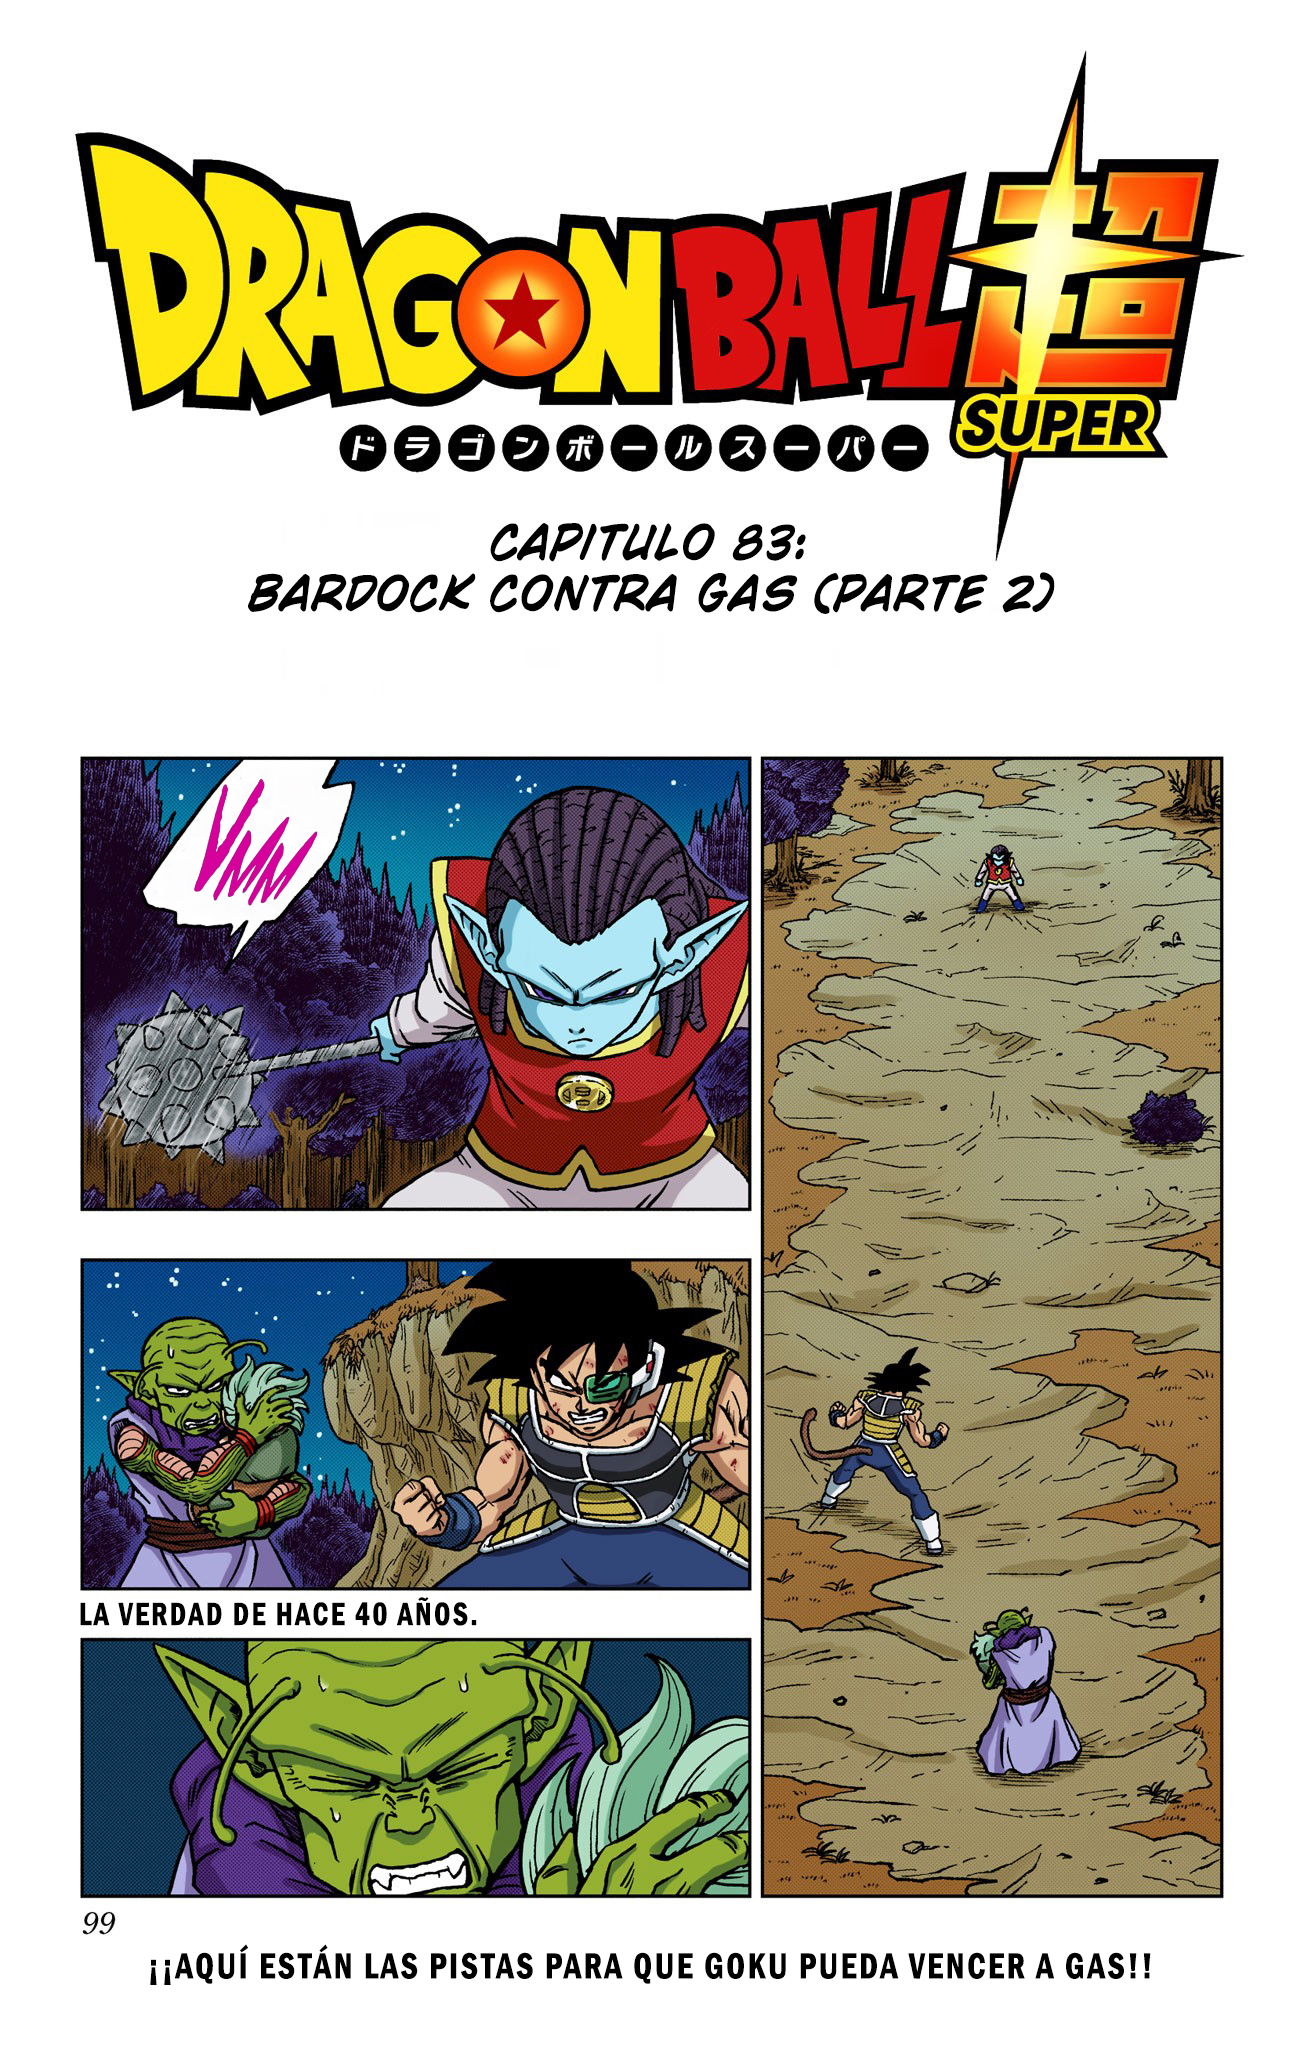 DRAGON BALL 超
SUPER
ドラゴンボールスーパー
CAPITULO 83:
BARDOCK CONTRA GAS (PARTE 2)
VMM
LA VERDAD DE HACE 40 AÑOS.
99
¡¡AQUÍ ESTÁN LAS PISTAS PARA QUE GOKU PUEDA VENCER A GAS!!